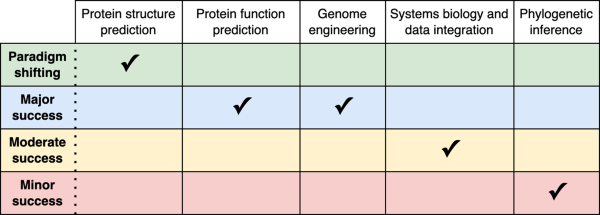 Protein structure
prediction
Protein function
prediction
Genome
engineering
Systems biology and
data integration
Phylogenetic
inference
Paradigm
shifting
✓
Major
success
✓ ✓
Moderate
success
✓
Minor
success
✓